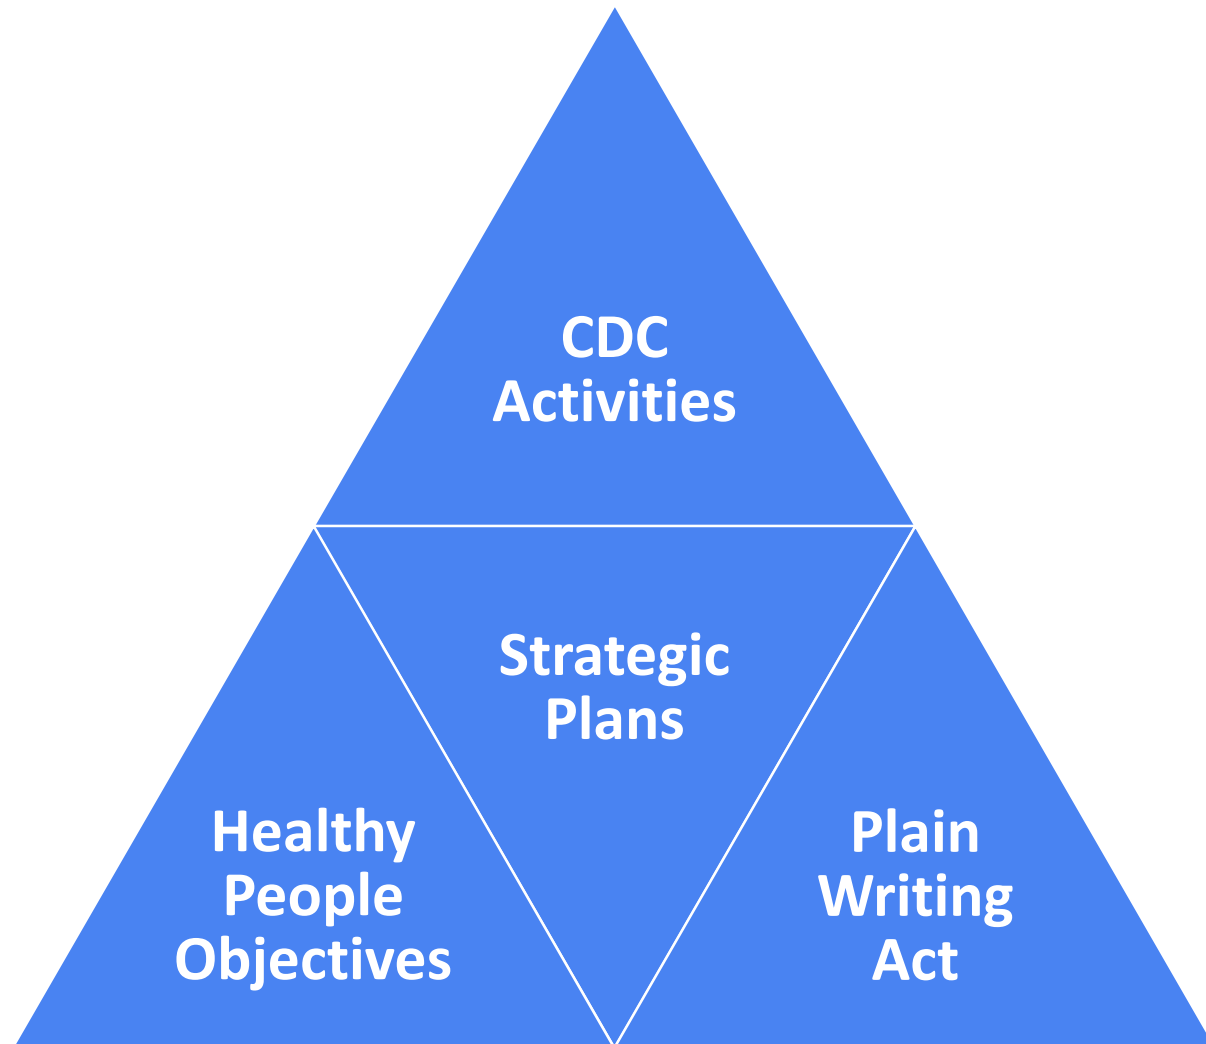 CDC
Activities
Strategic
Plans
Healthy
People
Objectives
Plain
Writing
Act